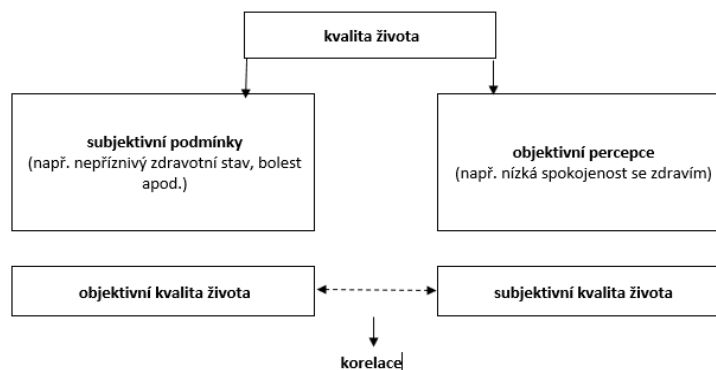 kvalita života
subjektivní podmínky
(např. nepříznivý zdravotní stav, bolest
apod.)
objektivní percepce
(např. nízká spokojenost se zdravím)
objektivní kvalita života
subjektivní kvalita života
korelace